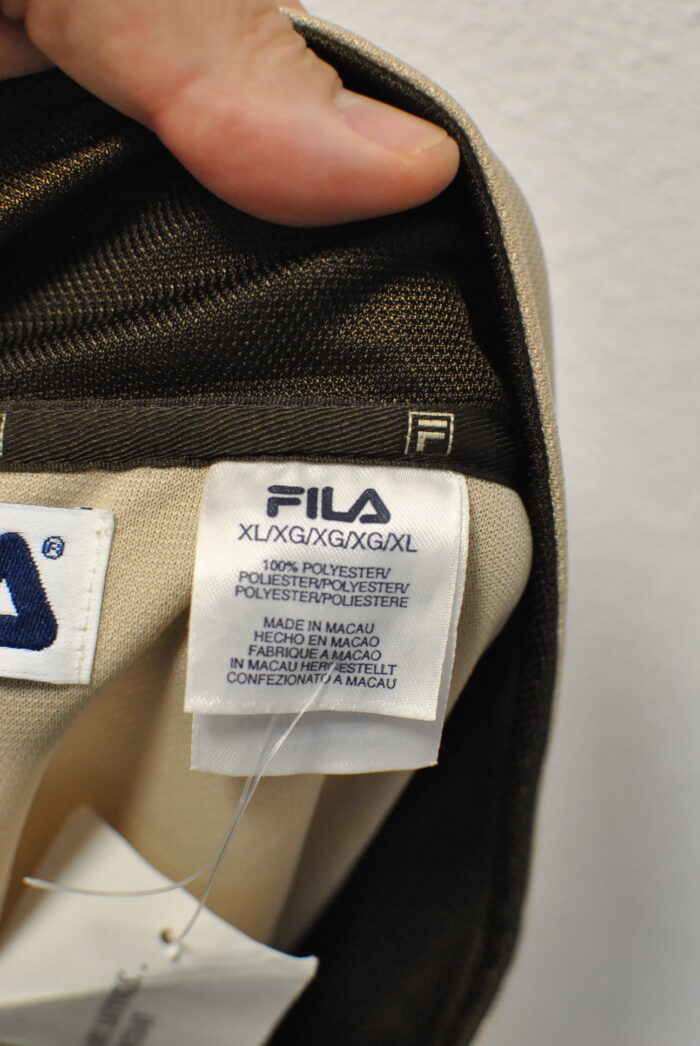 F
FILA
XL/XG/XG/XG/XL
100% POLYESTER/
POLIESTER/POLYESTER/
POLYESTER/POLIESTERE
MADE IN MACAU
HECHO EN MACAO
FABRIQUE A MACAO
IN MACAU HERGESTELLT
CONFEZIONATO A MACAU
A®